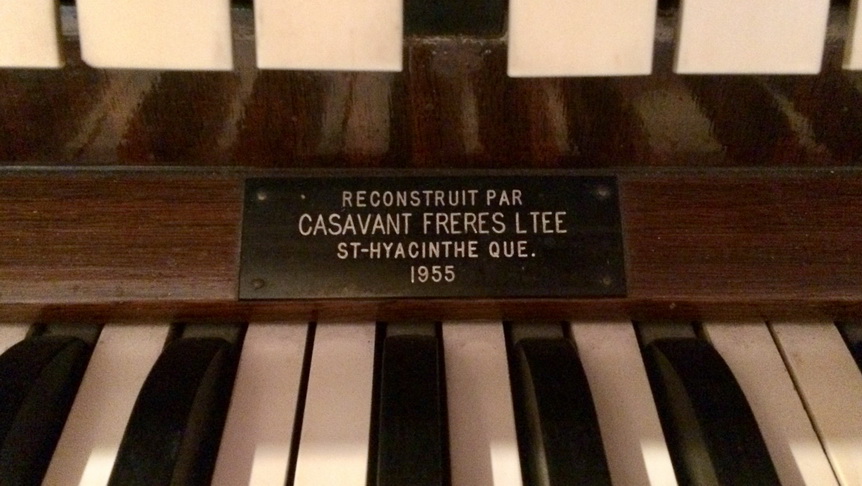 RECONSTRUIT PAR
CASAVANT FRERES LTEE
ST-HYACINTHE QUE.
1955